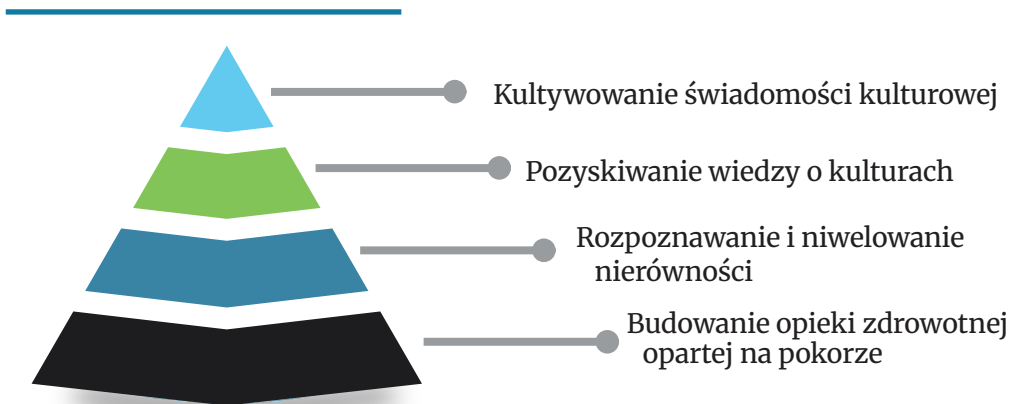 Kultywowanie świadomości kulturowej
Pozyskiwanie wiedzy o kulturach
Rozpoznawanie i niwelowanie
nierówności
Budowanie opieki zdrowotnej
opartej na pokorze